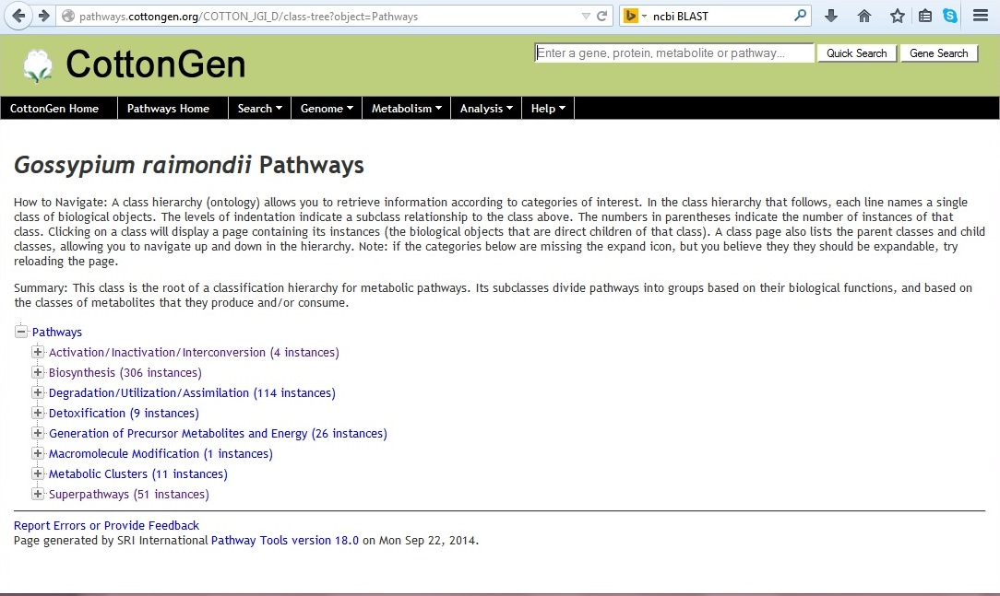 pathways.cottongen.org/COTTON_JGI_D/class-tree?object=Pathways
ncbi BLAST
CottonGen
Enter a gene, protein, metabolite or pathway...
Quick Search
Gene Search
CottonGen Home
Pathways Home
Search
Genome
Metabolism
Analysis
Help
Gossypium raimondii Pathways
How to Navigate: A class hierarchy (ontology) allows you to retrieve information according to categories of interest. In the class hierarchy that follows, each line names a single
class of biological objects. The levels of indentation indicate a subclass relationship to the class above. The numbers in parentheses indicate the number of instances of that
class. Clicking on a class will display a page containing its instances (the biological objects that are direct children of that class). A class page also lists the parent classes and child
classes, allowing you to navigate up and down in the hierarchy. Note: if the categories below are missing the expand icon, but you believe they they should be expandable, try
reloading the page.
Summary: This class is the root of a classification hierarchy for metabolic pathways. Its subclasses divide pathways into groups based on their biological functions, and based on
the classes of metabolites that they produce and/or consume.
Pathways
Activation/Inactivation/Interconversion (4 instances)
Biosynthesis (306 instances)
Degradation/Utilization/Assimilation (114 instances)
Detoxification (9 instances)
Generation of Precursor Metabolites and Energy (26 instances)
Macromolecule Modification (1 instances)
Metabolic Clusters (11 instances)
Superpathways (51 instances)
Report Errors or Provide Feedback
Page generated by SRI International Pathway Tools version 18.0 on Mon Sep 22, 2014.